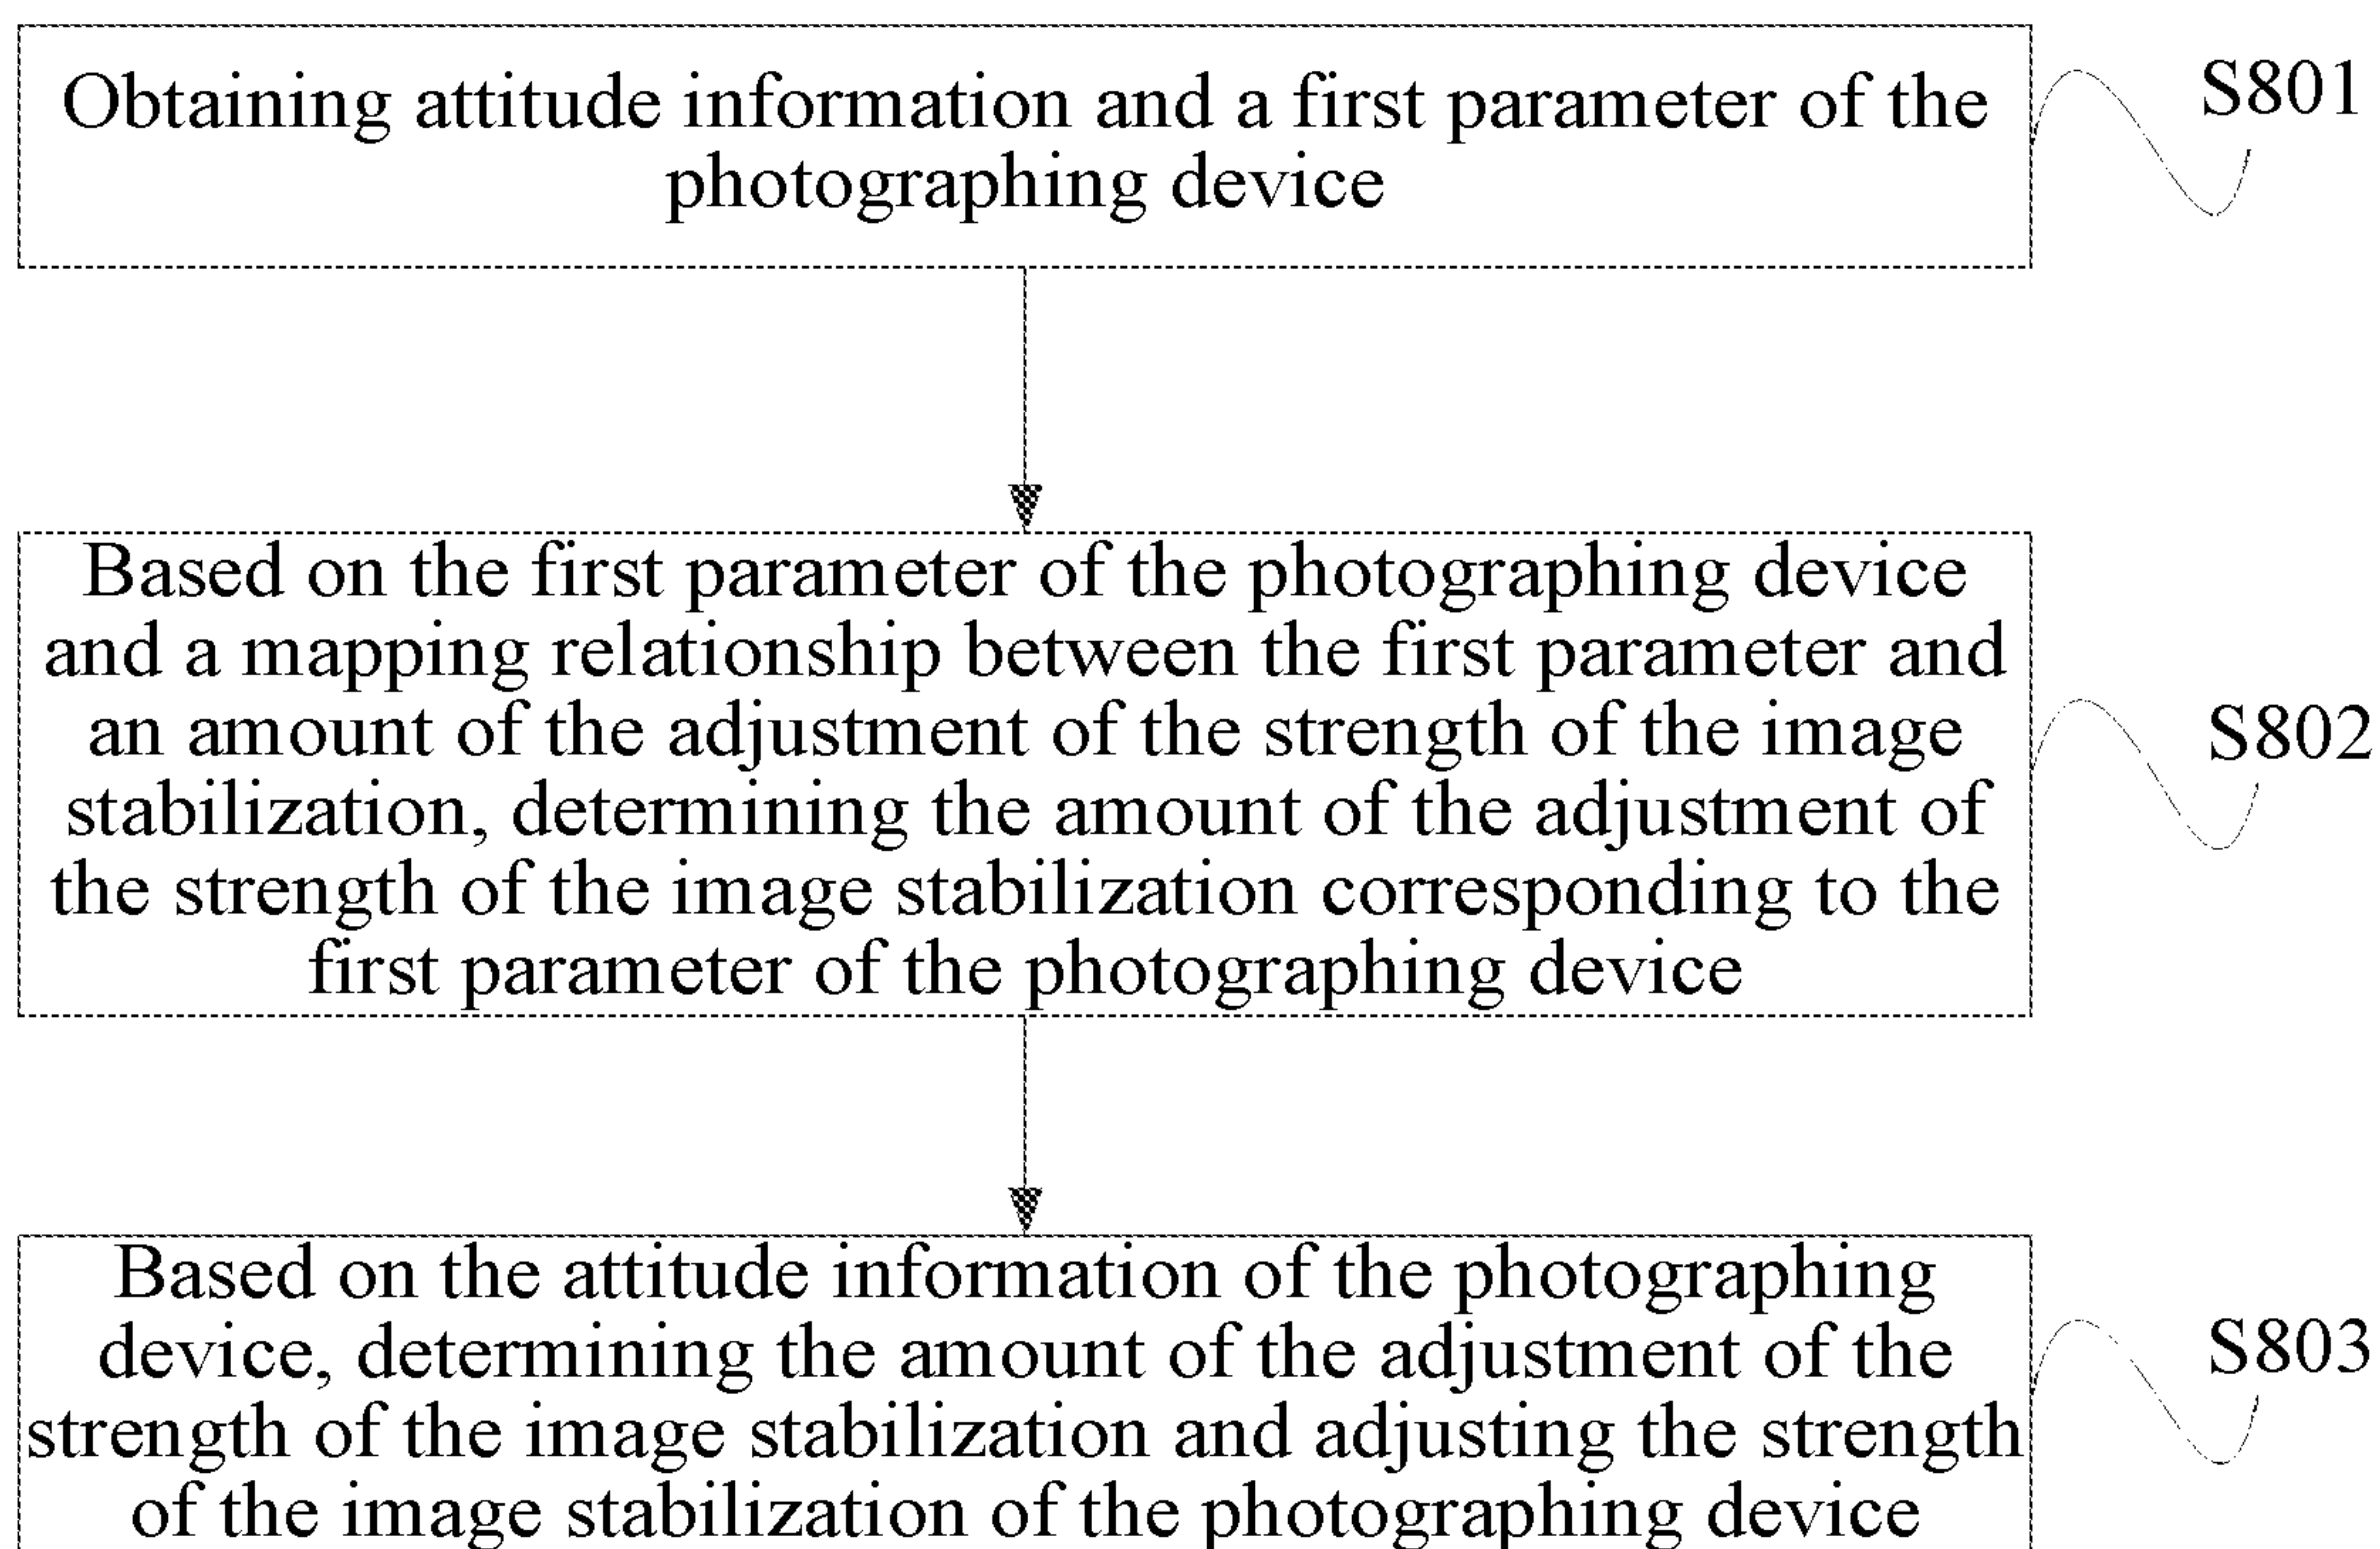 Obtaining attitude information and a first parameter of the
photographing device
S801
Based on the first parameter of the photographing device
and a mapping relationship between the first parameter and
an amount of the adjustment of the strength of the image
stabilization, determining the amount of the adjustment of
the strength of the image stabilization corresponding to the
first parameter of the photographing device
S802
Based on the attitude information of the photographing
device, determining the amount of the adjustment of the
strength of the image stabilization and adjusting the strength
of the image stabilization of the photographing device
S803